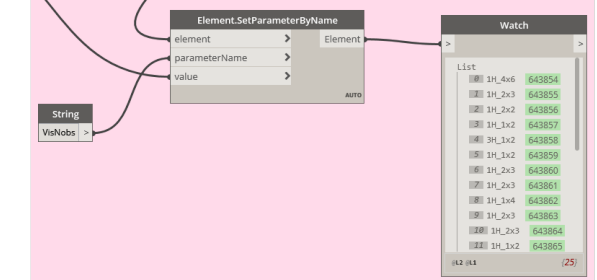 Element.SetParameterByName
element > Element
parameterName >
value >
AUTO
String
VisNobs >
Watch
> >
List
0 1H_4x6 643854
1 1H_2x3 643855
2 1H_2x2 643856
3 1H_1x2 643857
4 3H_1x2 643858
5 1H_1x2 643859
6 1H_2x3 643860
7 1H_2x3 643861
8 1H_1x4 643862
9 1H_2x3 643863
10 1H_2x3 643864
11 1H_1x2 643865
@L2 @L1 {25}